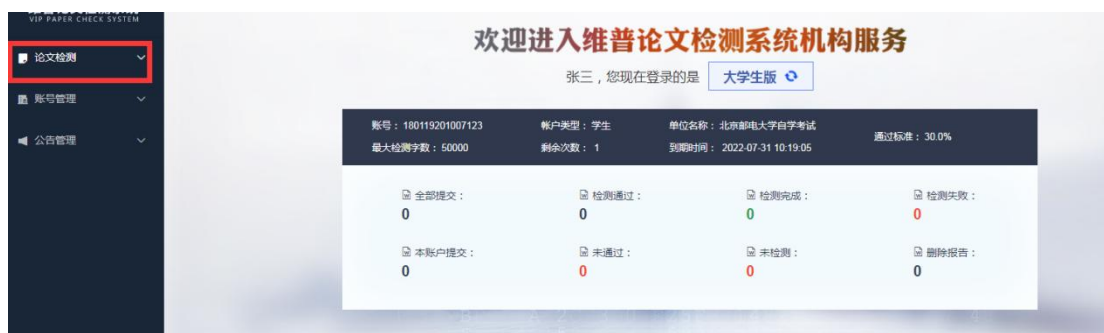 VIP PAPER CHECK SYSTEM
论文检测
账号管理
公告管理
欢迎进入维普论文检测系统机构服务
张三，您现在登录的是 大学生版
账号：180119201007123 帐户类型：学生 单位名称：北京邮电大学自学考试 通过标准：30.0%
最大检测字数：50000 剩余次数：1 到期时间：2022-07-31 10:19:05
全部提交： 检测通过： 检测完成： 检测失败：
0 0 0 0
本账户提交： 未通过： 未检测： 删除报告：
0 0 0 0